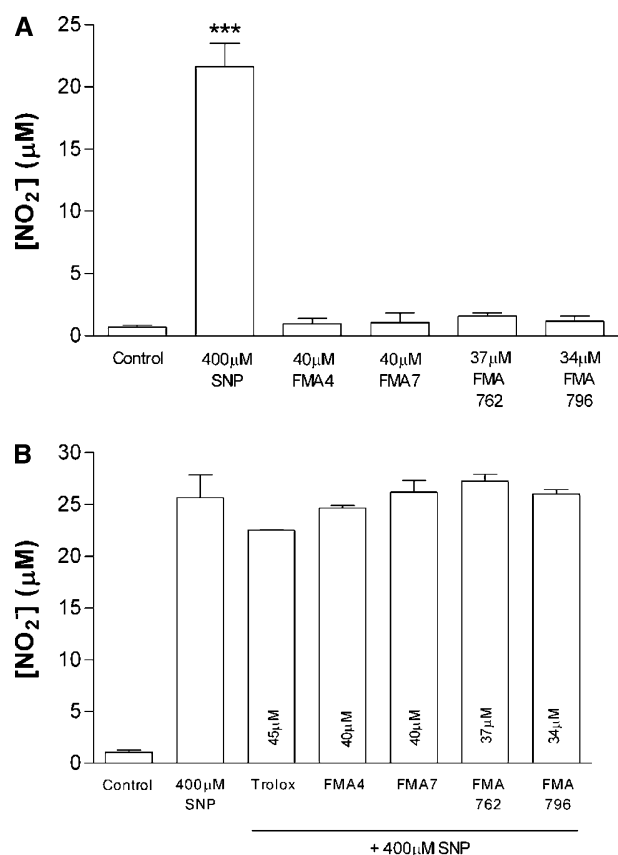 A
[NO2-] (µM)
25
20
15
10
5
0
***
Control
400µM
SNP
40µM
FMA4
40µM
FMA7
37µM
FMA
762
34µM
FMA
796
B
[NO2-] (µM)
30
25
20
15
10
5
0
45µM
40µM
40µM
37µM
34µM
Control
400µM
SNP
Trolox
FMA4
FMA7
FMA
762
FMA
796
+ 400µM SNP